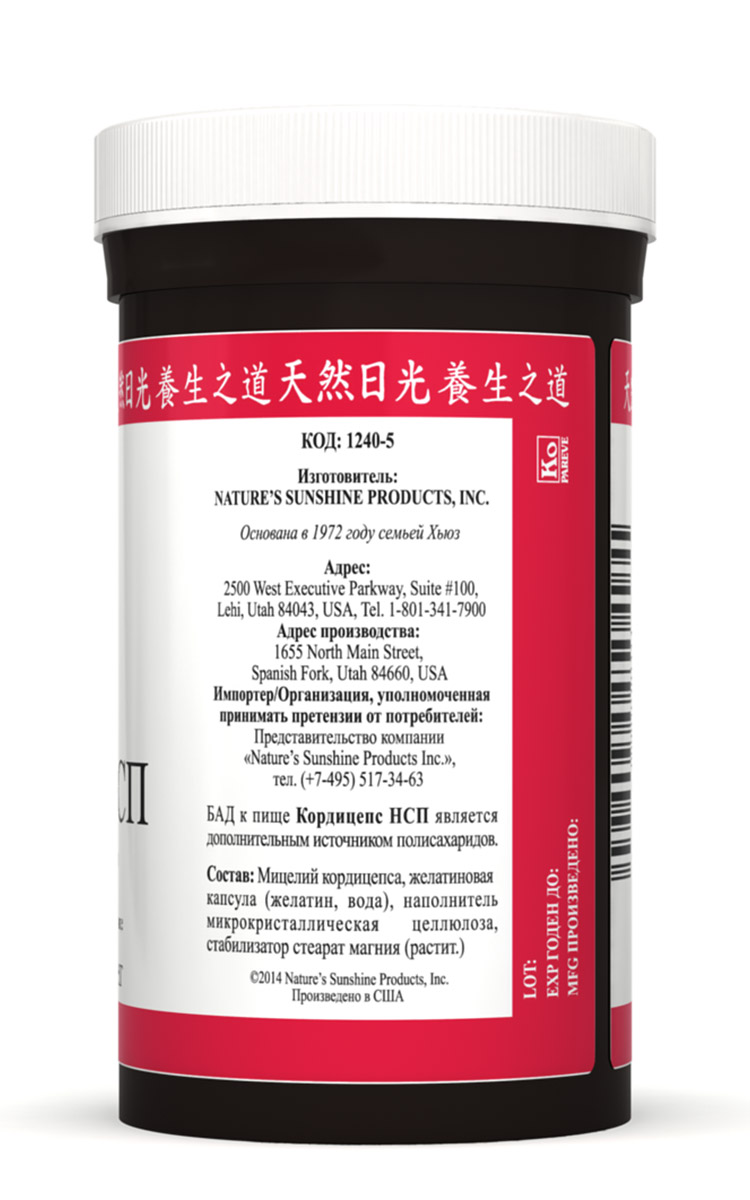 然日光養生之道天然日光養生之道
天
КОД: 1240-5
Изготовитель:
NATURE'S SUNSHINE PRODUCTS, INC.
Основана в 1972 году семьей Хьюз
Адрес:
2500 West Executive Parkway, Suite #100,
Lehi, Utah 84043, USA, Tel. 1-801-341-7900
Адрес производства:
1655 North Main Street,
Spanish Fork, Utah 84660, USA
Импортер/Организация, уполномоченная
принимать претензии от потребителей:
Представительство компании
«Nature's Sunshine Products Inc.»,
тел. (+7-495) 517-34-63
БАД к пище Кордицепс НСП является
дополнительным источником полисахаридов.
Состав: Мицелий кордицепса, желатиновая
капсула (желатин, вода), наполнитель
микрокристаллическая целлюлоза,
стабилизатор стеарат магния (растит.)
©2014 Nature's Sunshine Products, Inc.
Произведено в США
СП
Ko
PAREVE
LOT:
EXP ГОДЕН ДО:
MFG ПРОИЗВЕДЕНО: